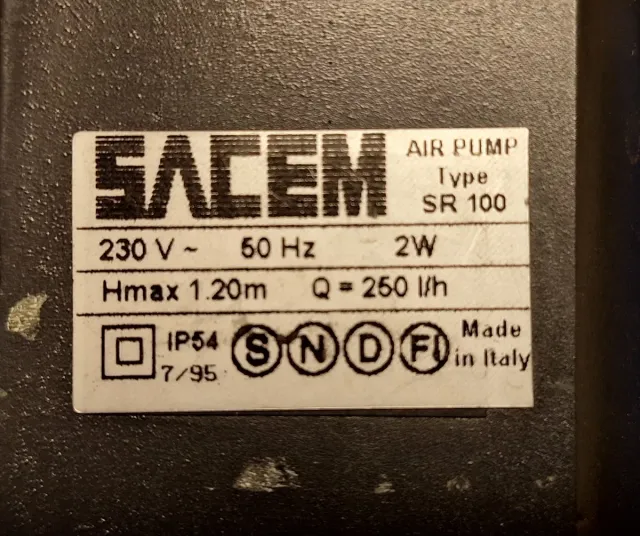 SACEM
AIR PUMP
Type
SR 100
230 V ~ 50 Hz 2W
Hmax 1.20m Q = 250 l/h
IP54
7/95
S N D FI
Made
in Italy